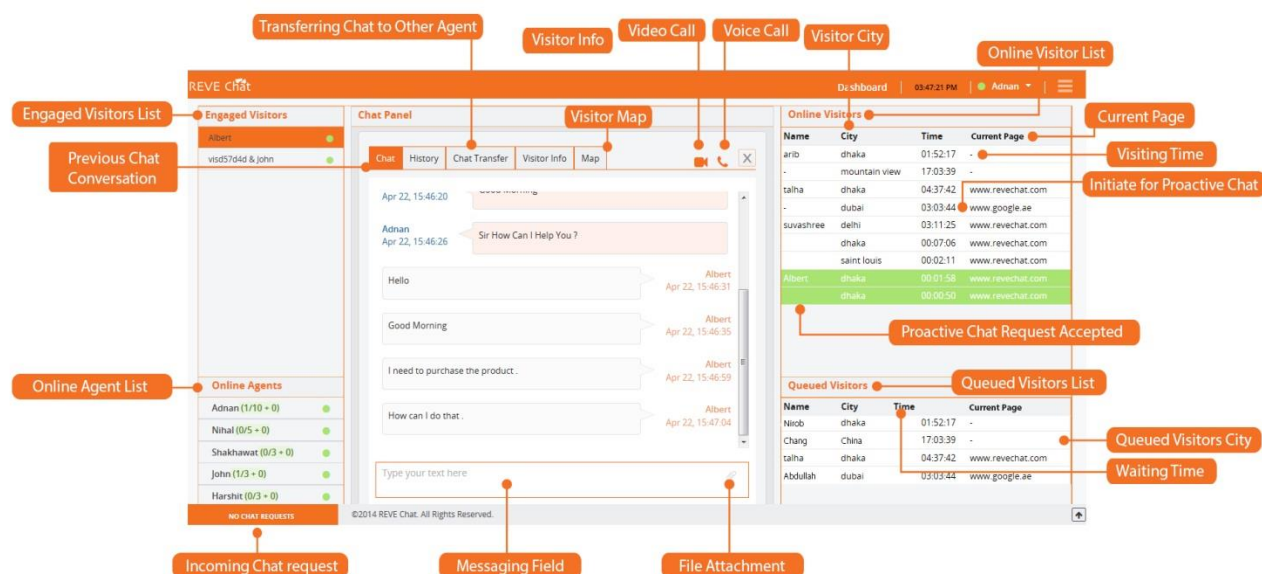 Transferring Chat to Other Agent
Visitor Info
Video Call
Voice Call
Visitor City
Online Visitor List
REVE Chat
Dashboard
03:47:21 PM
Adnan
Engaged Visitors List
Engaged Visitors
Albert
visd57d4d & John
Previous Chat
Conversation
Chat Panel
Visitor Map
Chat
History
Chat Transfer
Visitor Info
Map
X
Apr 22, 15:46:20
Good Morning
Adnan
Apr 22, 15:46:26
Sir How Can I Help You ?
Hello
Albert
Apr 22, 15:46:31
Good Morning
Albert
Apr 22, 15:46:35
I need to purchase the product .
Albert
Apr 22, 15:46:59
How can I do that .
Albert
Apr 22, 15:47:04
Type your text here
Online Visitors
Name City Time Current Page
arib dhaka 01:52:17 -
- mountain view 17:03:39 -
talha dhaka 04:37:42 www.revechat.com
- dubai 03:03:44 www.google.ae
suvashree delhi 03:11:25 www.revechat.com
dhaka 00:07:06 www.revechat.com
saint louis 00:02:11 www.revechat.com
Albert dhaka 00:01:58 www.revechat.com
dhaka 00:00:50 www.revechat.com
Current Page
Visiting Time
Initiate for Proactive Chat
Proactive Chat Request Accepted
Online Agent List
Online Agents
Adnan (1/10 + 0)
Nihal (0/5 + 0)
Shakhawat (0/3 + 0)
John (1/3 + 0)
Harshit (0/3 + 0)
NO CHAT REQUESTS
Queued Visitors
Queued Visitors List
Name City Time Current Page
Nirob dhaka 01:52:17 -
Chang China 17:03:39 -
talha dhaka 04:37:42 www.revechat.com
Abdullah dubai 03:03:44 www.google.ae
Queued Visitors City
Waiting Time
©2014 REVE Chat. All Rights Reserved.
Incoming Chat request
Messaging Field
File Attachment